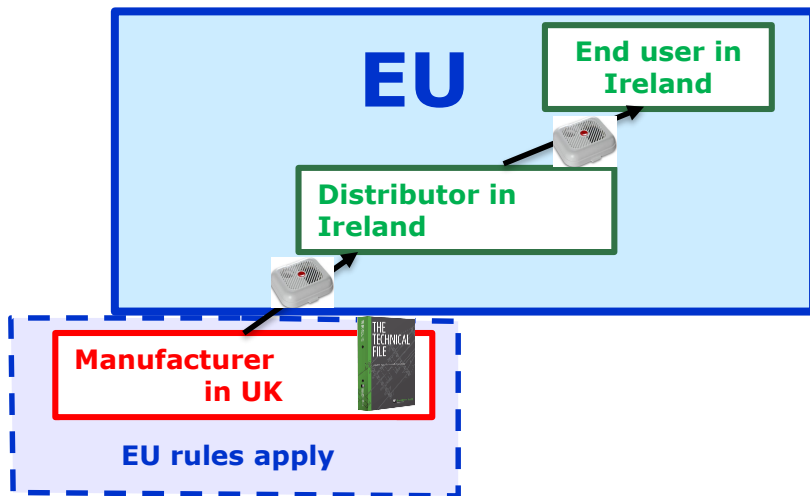 EU
End user in
Ireland
Distributor in
Ireland
Manufacturer
in UK
THE
TECHNICAL
FILE
EU rules apply